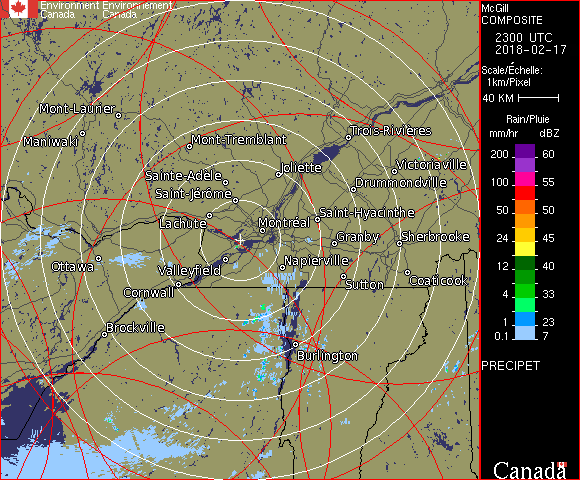 Environment Environnement
Canada Canada
McGill
COMPOSITE
2300 UTC
2018-02-17
Scale/Échelle:
1km/Pixel
40 KM
Rain/Pluie
mm/hr dBZ
200 60
100 55
50 50
24 45
12 40
4 33
1 23
0.1 7
PRECIPET
Canada
Mont-Laurier
Maniwaki
Mont-Tremblant
Trois-Rivières
Sainte-Adèle
Joliette
Victoriaville
Saint-Jérôme
Drummondville
Lachute
Montréal
Saint-Hyacinthe
Granby
Sherbrooke
Ottawa
Valleyfield
Napierville
Cornwall
Sutton
Coaticook
Brockville
Burlington